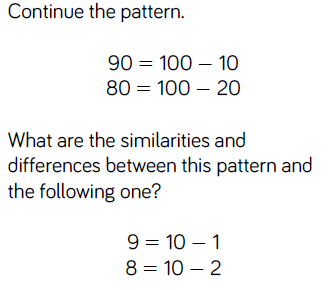 Continue the pattern.
90 = 100 – 10
80 = 100 – 20
What are the similarities and
differences between this pattern and
the following one?
9 = 10 – 1
8 = 10 – 2